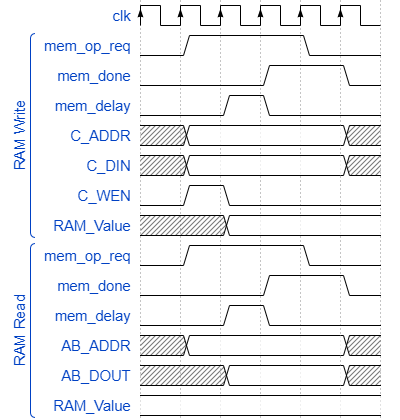 clk
RAM Write
mem_op_req
mem_done
mem_delay
C_ADDR
C_DIN
C_WEN
RAM_Value
RAM Read
mem_op_req
mem_done
mem_delay
AB_ADDR
AB_DOUT
RAM_Value